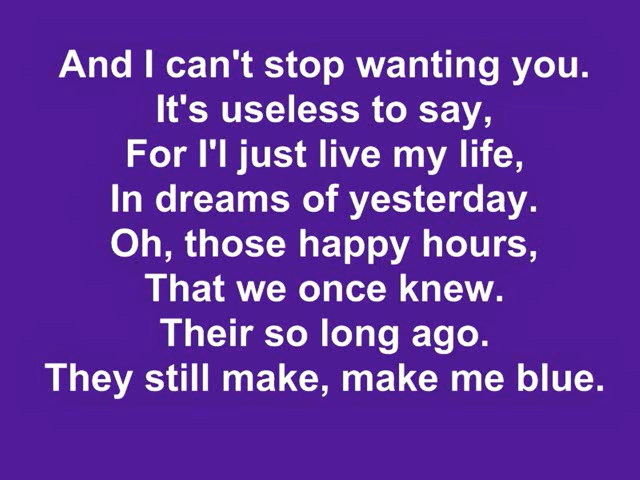 And I can't stop wanting you.
It's useless to say,
For I'l just live my life,
In dreams of yesterday.
Oh, those happy hours,
That we once knew.
Their so long ago.
They still make, make me blue.